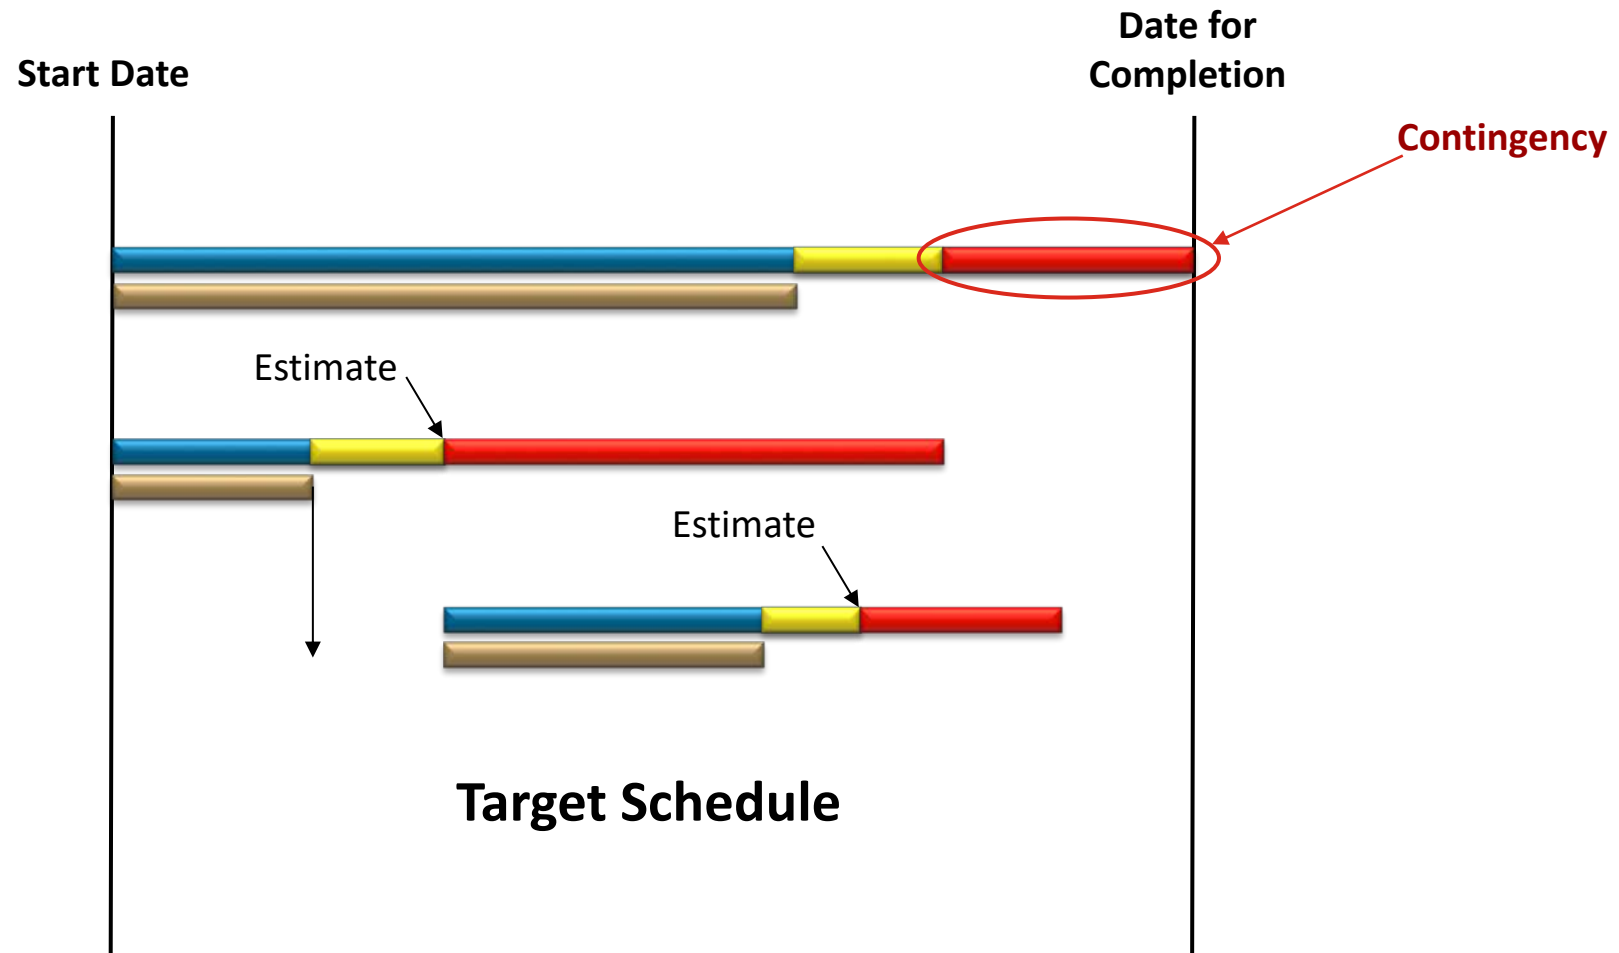 Date for
Completion
Start Date
Contingency
Estimate
Estimate
Target Schedule